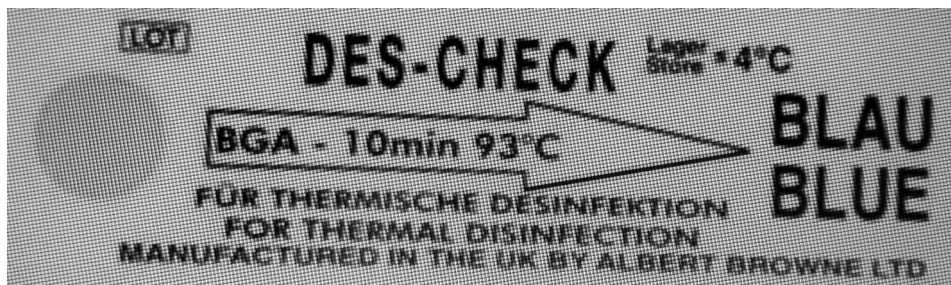 LOT
DES-CHECK
Lager
Store
4°C
BGA - 10min 93°C
BLAU
BLUE
FÜR THERMISCHE DESINFEKTION
FOR THERMAL DISINFECTION
MANUFACTURED IN THE UK BY ALBERT BROWNE LTD